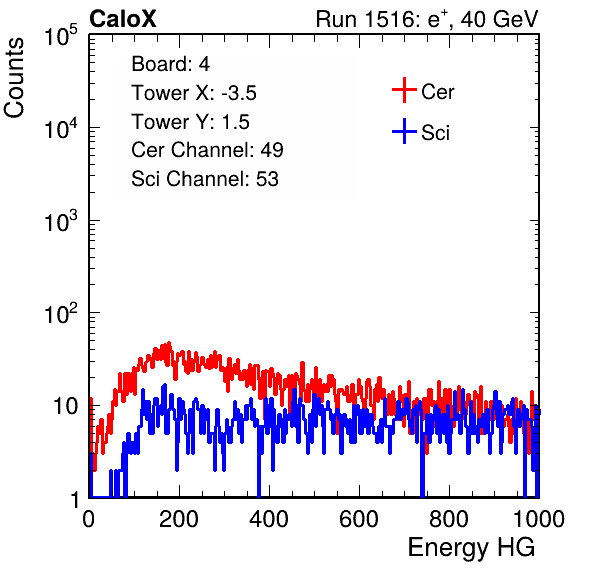 CaloX Run 1516: e⁺, 40 GeV
Counts
10⁵
10⁴
10³
10²
10
1
Board: 4
Tower X: -3.5
Tower Y: 1.5
Cer Channel: 49
Sci Channel: 53
Cer
Sci
0 200 400 600 800 1000
Energy HG